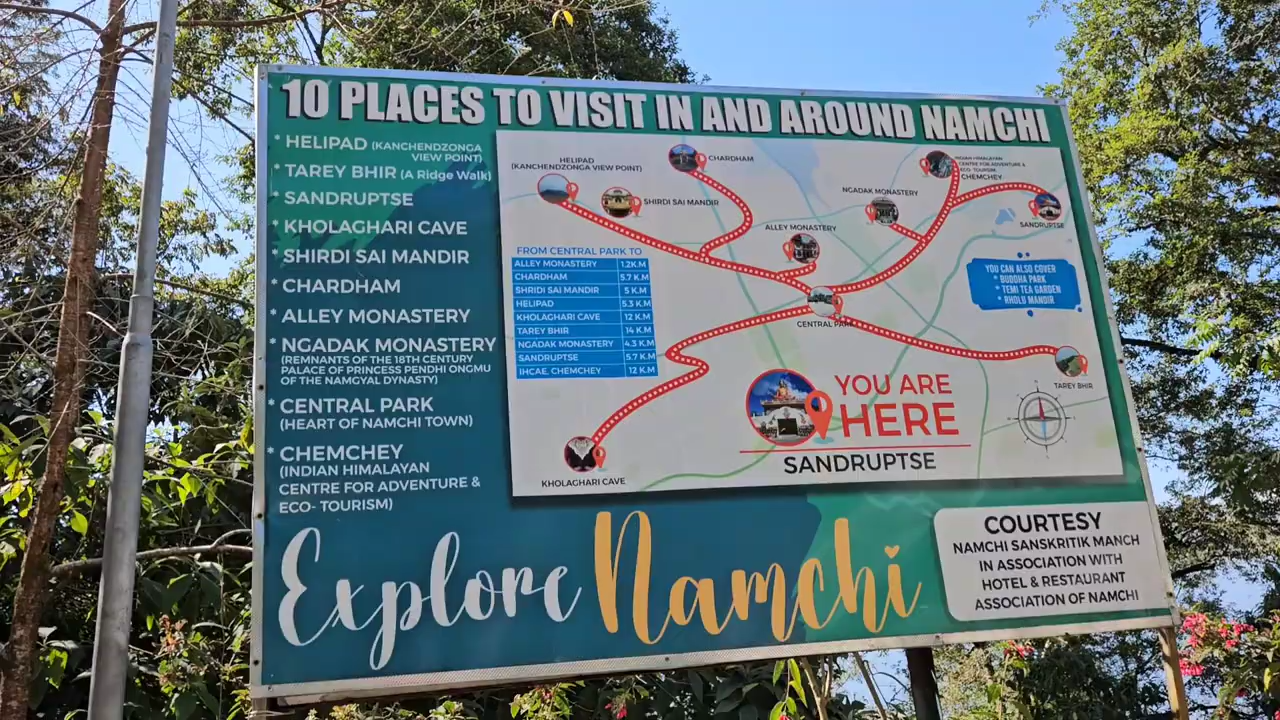 10 PLACES TO VISIT IN AND AROUND NAMCHI
* HELIPAD (KANCHENDZONGA
VIEW POINT)
* TAREY BHIR (A Ridge Walk)
* SANDRUPTSE
* KHOLAGHARI CAVE
* SHIRDI SAI MANDIR
* CHARDHAM
* ALLEY MONASTERY
* NGADAK MONASTERY
(REMNANTS OF THE 18TH CENTURY
PALACE OF PRINCESS PENDHI ONGMU
OF THE NAMGYAL DYNASTY)
* CENTRAL PARK
(HEART OF NAMCHI TOWN)
* CHEMCHEY
(INDIAN HIMALAYAN
CENTRE FOR ADVENTURE &
ECO- TOURISM)
HELIPAD
(KANCHENDZONGA VIEW POINT)
SHIRDI SAI MANDIR
CHARDHAM
ALLEY MONASTERY
NGADAK MONASTERY
INDIAN HIMALAYAN
CENTRE FOR ADVENTURE &
ECO- TOURISM,
CHEMCHEY
SANDRUPTSE
FROM CENTRAL PARK TO
ALLEY MONASTERY 1.2K.M
CHARDHAM 5.7 K.M
SHRIDI SAI MANDIR 5 K.M
HELIPAD 5.3 K.M
KHOLAGHARI CAVE 12 K.M
TAREY BHIR 14 K.M
NGADAK MONASTERY 4.3 K.M
SANDRUPTSE 5.7 K.M
IHCAE, CHEMCHEY 12 K.M
YOU CAN ALSO COVER
* BUDDHA PARK
* TEMI TEA GARDEN
* RHOLU MANDIR
CENTRAL PARK
TAREY BHIR
KHOLAGHARI CAVE
YOU ARE
HERE
SANDRUPTSE
Explore Namchi
COURTESY
NAMCHI SANSKRITIK MANCH
IN ASSOCIATION WITH
HOTEL & RESTAURANT
ASSOCIATION OF NAMCHI